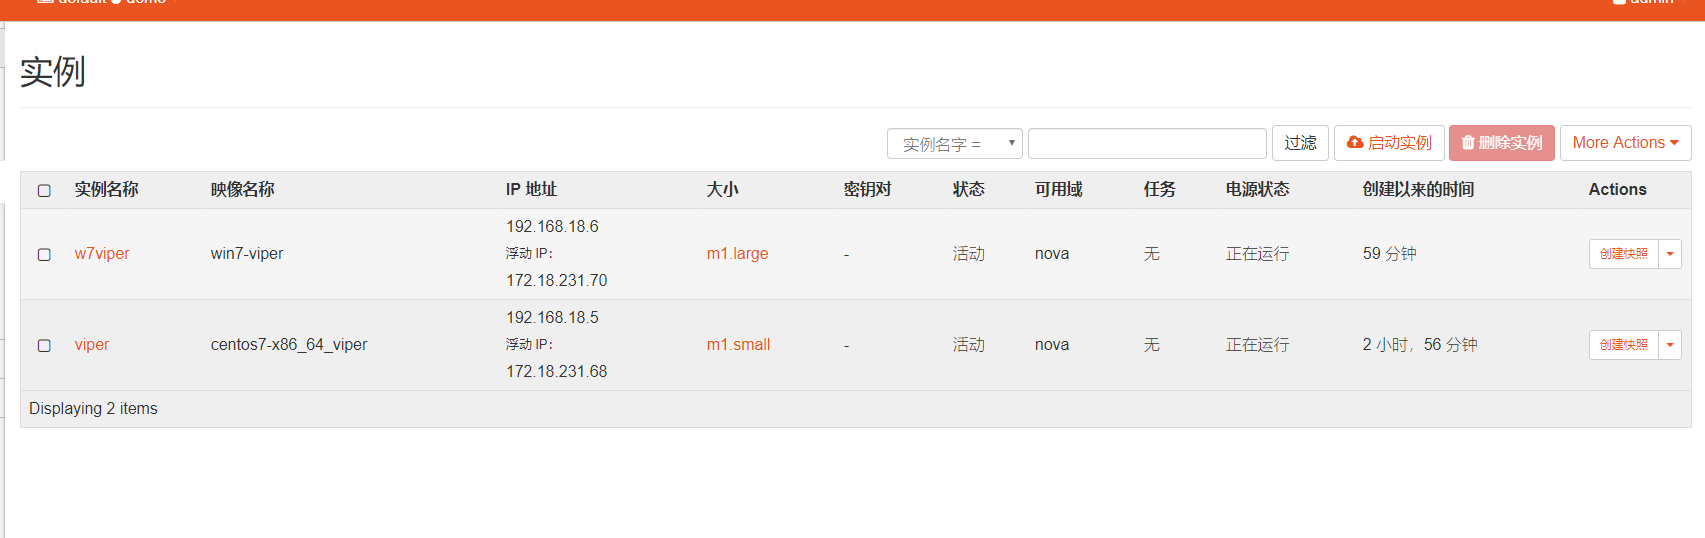 default demo
admin
实例
实例名字 =
过滤
启动实例
删除实例
More Actions
实例名称 映像名称 IP 地址 大小 密钥对 状态 可用域 任务 电源状态 创建以来的时间 Actions
192.168.18.6
w7viper win7-viper 浮动 IP: m1.large - 活动 nova 无 正在运行 59 分钟 创建快照
172.18.231.70
192.168.18.5
viper centos7-x86_64_viper 浮动 IP: m1.small - 活动 nova 无 正在运行 2 小时，56 分钟 创建快照
172.18.231.68
Displaying 2 items